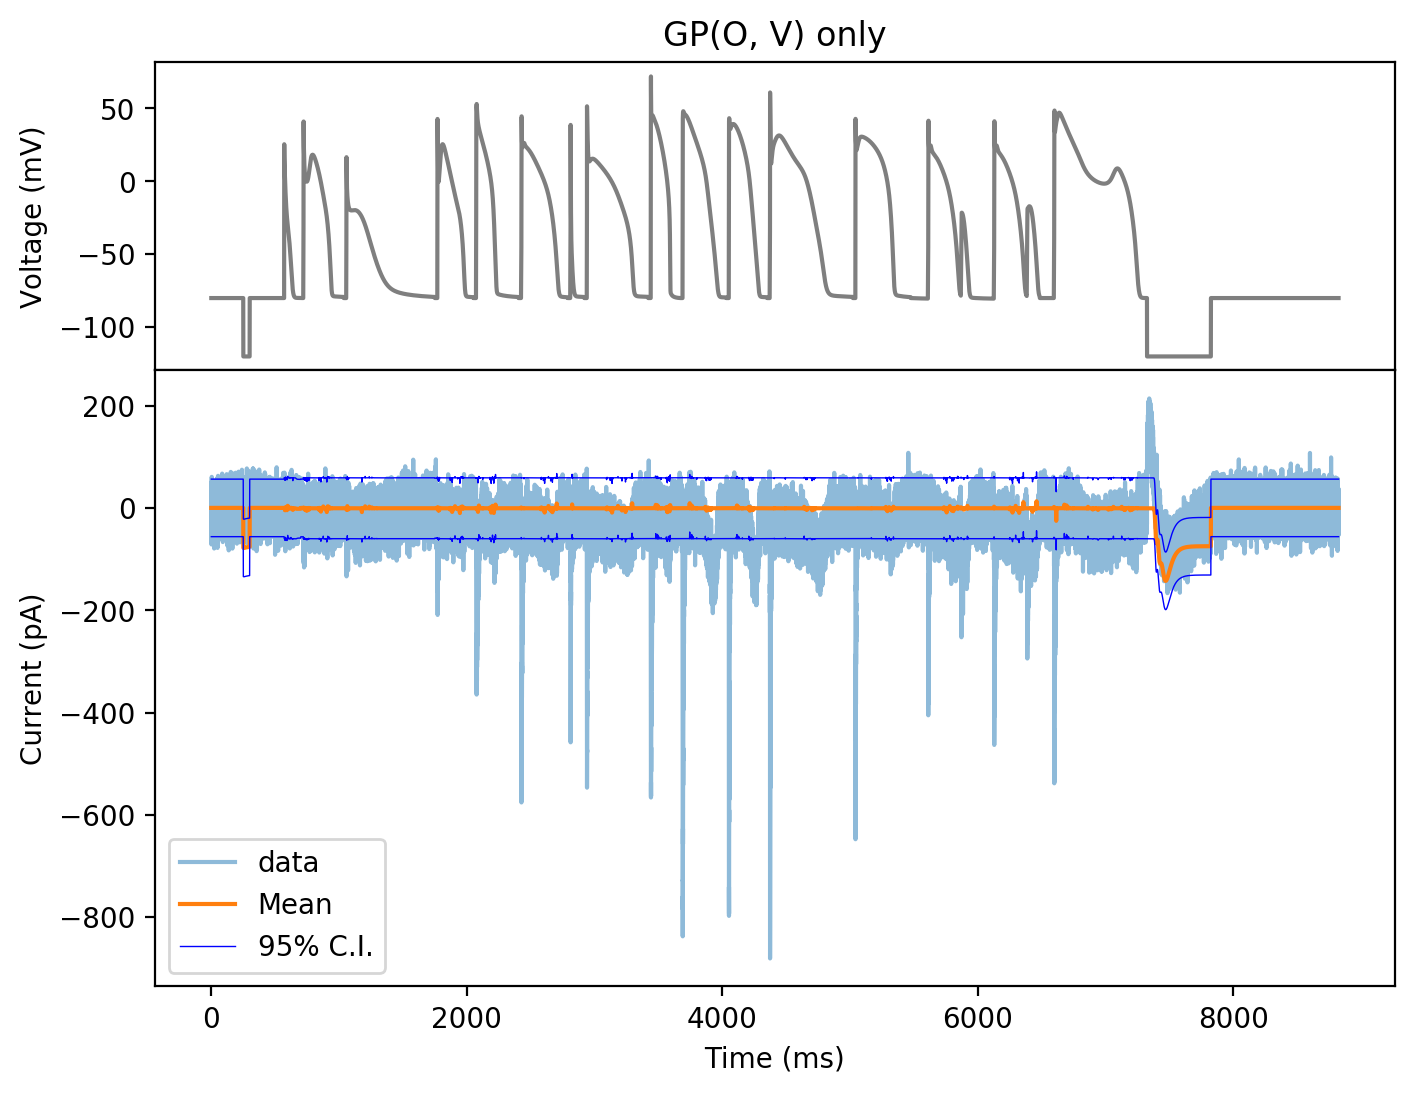 GP(O, V) only
Voltage (mV)
50
0
−50
−100
Current (pA)
200
0
−200
−400
−600
−800
data
Mean
95% C.I.
0 2000 4000 6000 8000
Time (ms)